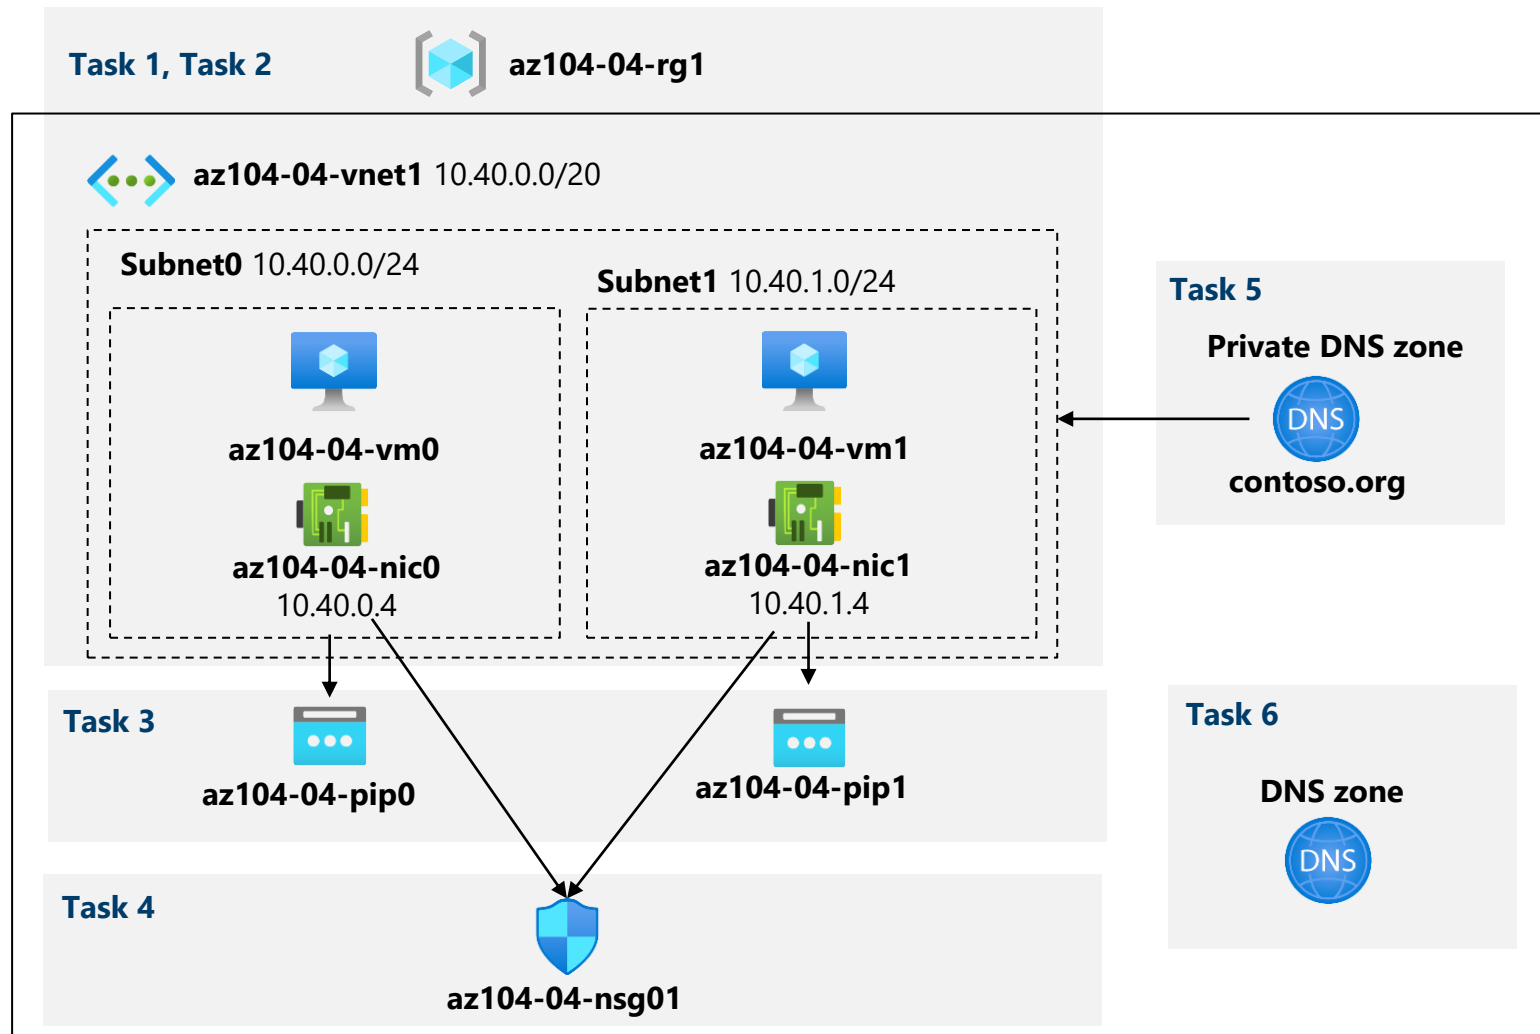 Task 1, Task 2
az104-04-rg1
az104-04-vnet1 10.40.0.0/20
Subnet0 10.40.0.0/24
Subnet1 10.40.1.0/24
az104-04-vm0
az104-04-vm1
az104-04-nic0
10.40.0.4
az104-04-nic1
10.40.1.4
Task 5
Private DNS zone
DNS
contoso.org
Task 3
az104-04-pip0
az104-04-pip1
Task 6
DNS zone
DNS
Task 4
az104-04-nsg01